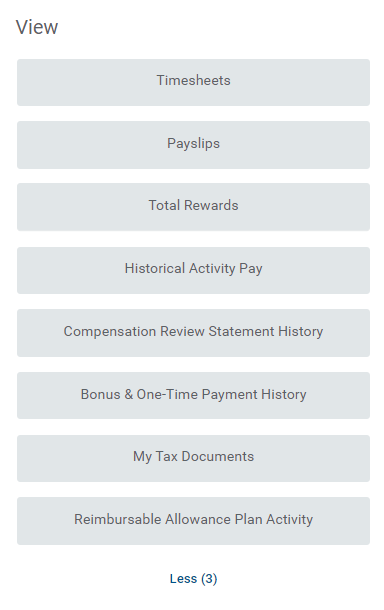 View
Timesheets
Payslips
Total Rewards
Historical Activity Pay
Compensation Review Statement History
Bonus & One-Time Payment History
My Tax Documents
Reimbursable Allowance Plan Activity
Less (3)